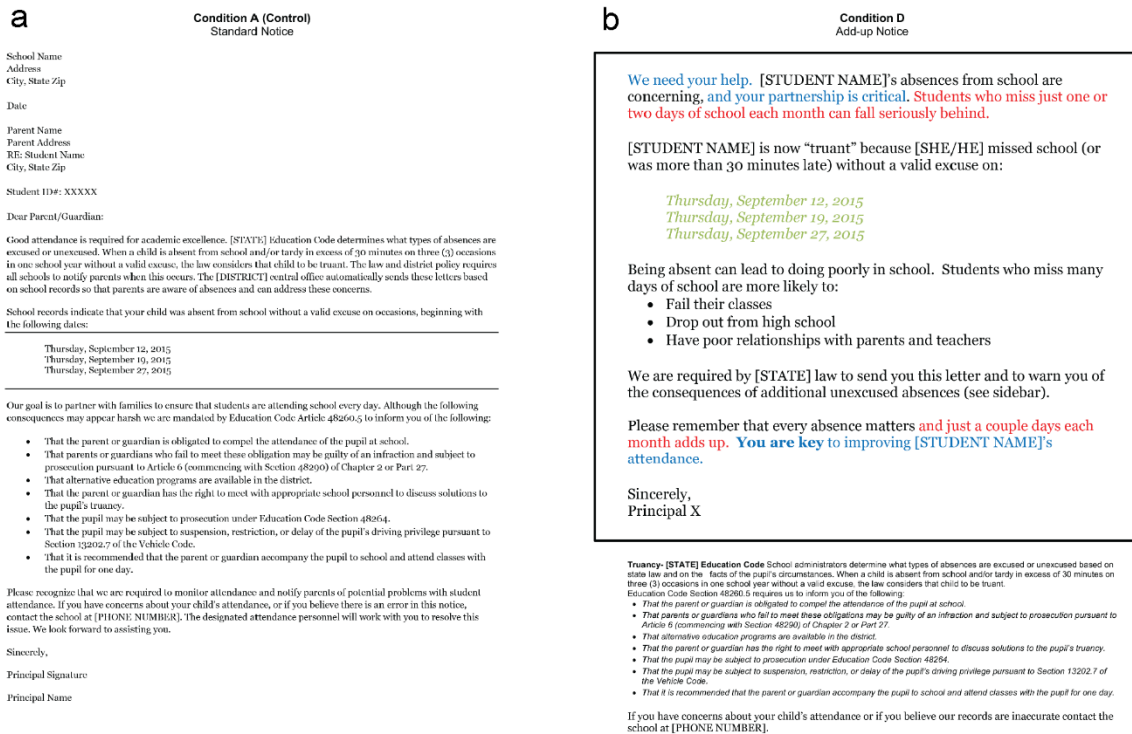 a
Condition A (Control)
Standard Notice
School Name
Address
City, State Zip
Date
Parent Name
Parent Address
RE: Student Name
City, State Zip
Student ID#: XXXXX
Dear Parent/Guardian:
Good attendance is required for academic excellence. [STATE] Education Code determines what types of absences are
excused or unexcused. When a child is absent from school and/or tardy in excess of 30 minutes on three (3) occasions
in one school year without a valid excuse, the law considers that child to be truant. The law and district policy requires
all schools to notify parents when this occurs. The [DISTRICT] central office automatically sends these letters based
on school records so that parents are aware of absences and can address these concerns.
School records indicate that your child was absent from school without a valid excuse on occasions, beginning with
the following dates:
Thursday, September 12, 2015
Thursday, September 19, 2015
Thursday, September 27, 2015
Our goal is to partner with families to ensure that students are attending school every day. Although the following
consequences may appear harsh we are mandated by Education Code Article 48260.5 to inform you of the following:
• That the parent or guardian is obligated to compel the attendance of the pupil at school.
• That parents or guardians who fail to meet these obligation may be guilty of an infraction and subject to
prosecution pursuant to Article 6 (commencing with Section 48290) of Chapter 2 or Part 27.
• That alternative education programs are available in the district.
• That the parent or guardian has the right to meet with appropriate school personnel to discuss solutions to
the pupil's truancy.
• That the pupil may be subject to prosecution under Education Code Section 48264.
• That the pupil may be subject to suspension, restriction, or delay of the pupil's driving privilege pursuant to
Section 13202.7 of the Vehicle Code.
• That it is recommended that the parent or guardian accompany the pupil to school and attend classes with
the pupil for one day.
Please recognize that we are required to monitor attendance and notify parents of potential problems with student
attendance. If you have concerns about your child's attendance, or if you believe there is an error in this notice,
contact the school at [PHONE NUMBER]. The designated attendance personnel will work with you to resolve this
issue. We look forward to assisting you.
Sincerely,
Principal Signature
Principal Name
b
Condition D
Add-up Notice
We need your help. [STUDENT NAME]'s absences from school are
concerning, and your partnership is critical. Students who miss just one or
two days of school each month can fall seriously behind.
[STUDENT NAME] is now "truant" because [SHE/HE] missed school (or
was more than 30 minutes late) without a valid excuse on:
Thursday, September 12, 2015
Thursday, September 19, 2015
Thursday, September 27, 2015
Being absent can lead to doing poorly in school. Students who miss many
days of school are more likely to:
• Fail their classes
• Drop out from high school
• Have poor relationships with parents and teachers
We are required by [STATE] law to send you this letter and to warn you of
the consequences of additional unexcused absences (see sidebar).
Please remember that every absence matters and just a couple days each
month adds up. You are key to improving [STUDENT NAME]'s
attendance.
Sincerely,
Principal X
Truancy- [STATE] Education Code School administrators determine what types of absences are excused or unexcused based on
state law and on the facts of the pupil's circumstances. When a child is absent from school and/or tardy in excess of 30 minutes on
three (3) occasions in one school year without a valid excuse, the law considers that child to be truant.
Education Code Section 48260.5 requires us to inform you of the following:
• That the parent or guardian is obligated to compel the attendance of the pupil at school.
• That parents or guardians who fail to meet these obligations may be guilty of an infraction and subject to prosecution pursuant to
Article 6 (commencing with Section 48290) of Chapter 2 or Part 27.
• That alternative education programs are available in the district.
• That the parent or guardian has the right to meet with appropriate school personnel to discuss solutions to the pupil's truancy.
• That the pupil may be subject to prosecution under Education Code Section 48264.
• That the pupil may be subject to suspension, restriction, or delay of the pupil's driving privilege pursuant to Section 13202.7 of
the Vehicle Code.
• That it is recommended that the parent or guardian accompany the pupil to school and attend classes with the pupil for one day.
If you have concerns about your child's attendance or if you believe our records are inaccurate contact the
school at [PHONE NUMBER].